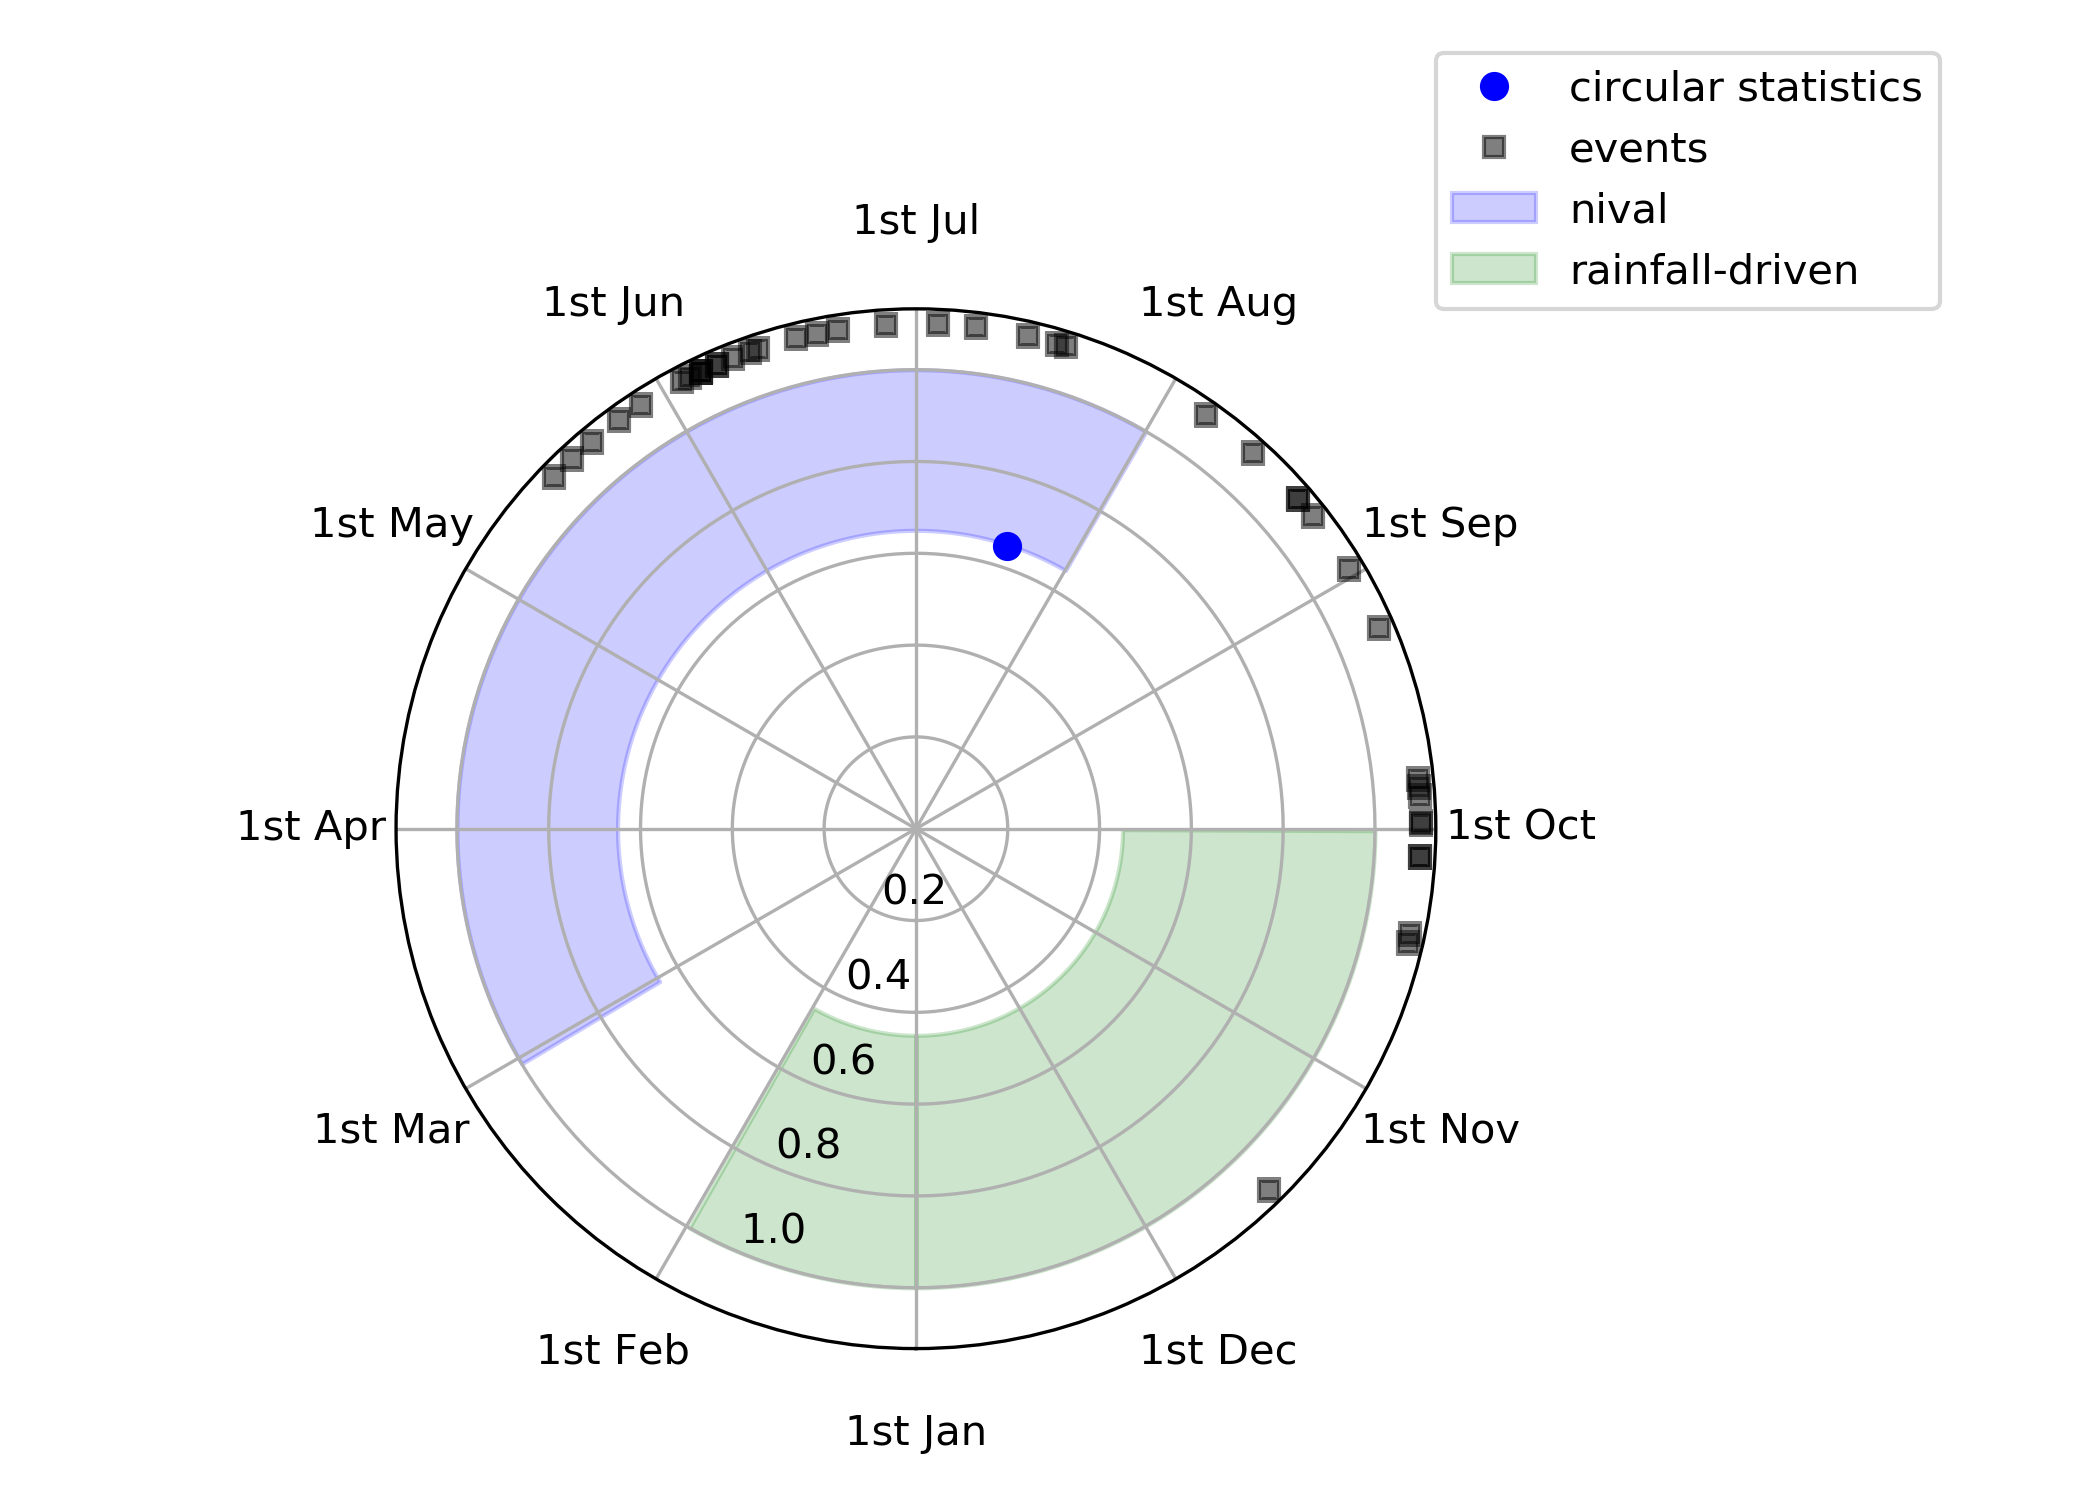 circular statistics
events
nival
rainfall-driven
1st Jul
1st Jun
1st Aug
1st May
1st Sep
1st Apr
1st Oct
0.2
0.4
0.6
0.8
1.0
1st Mar
1st Nov
1st Feb
1st Dec
1st Jan